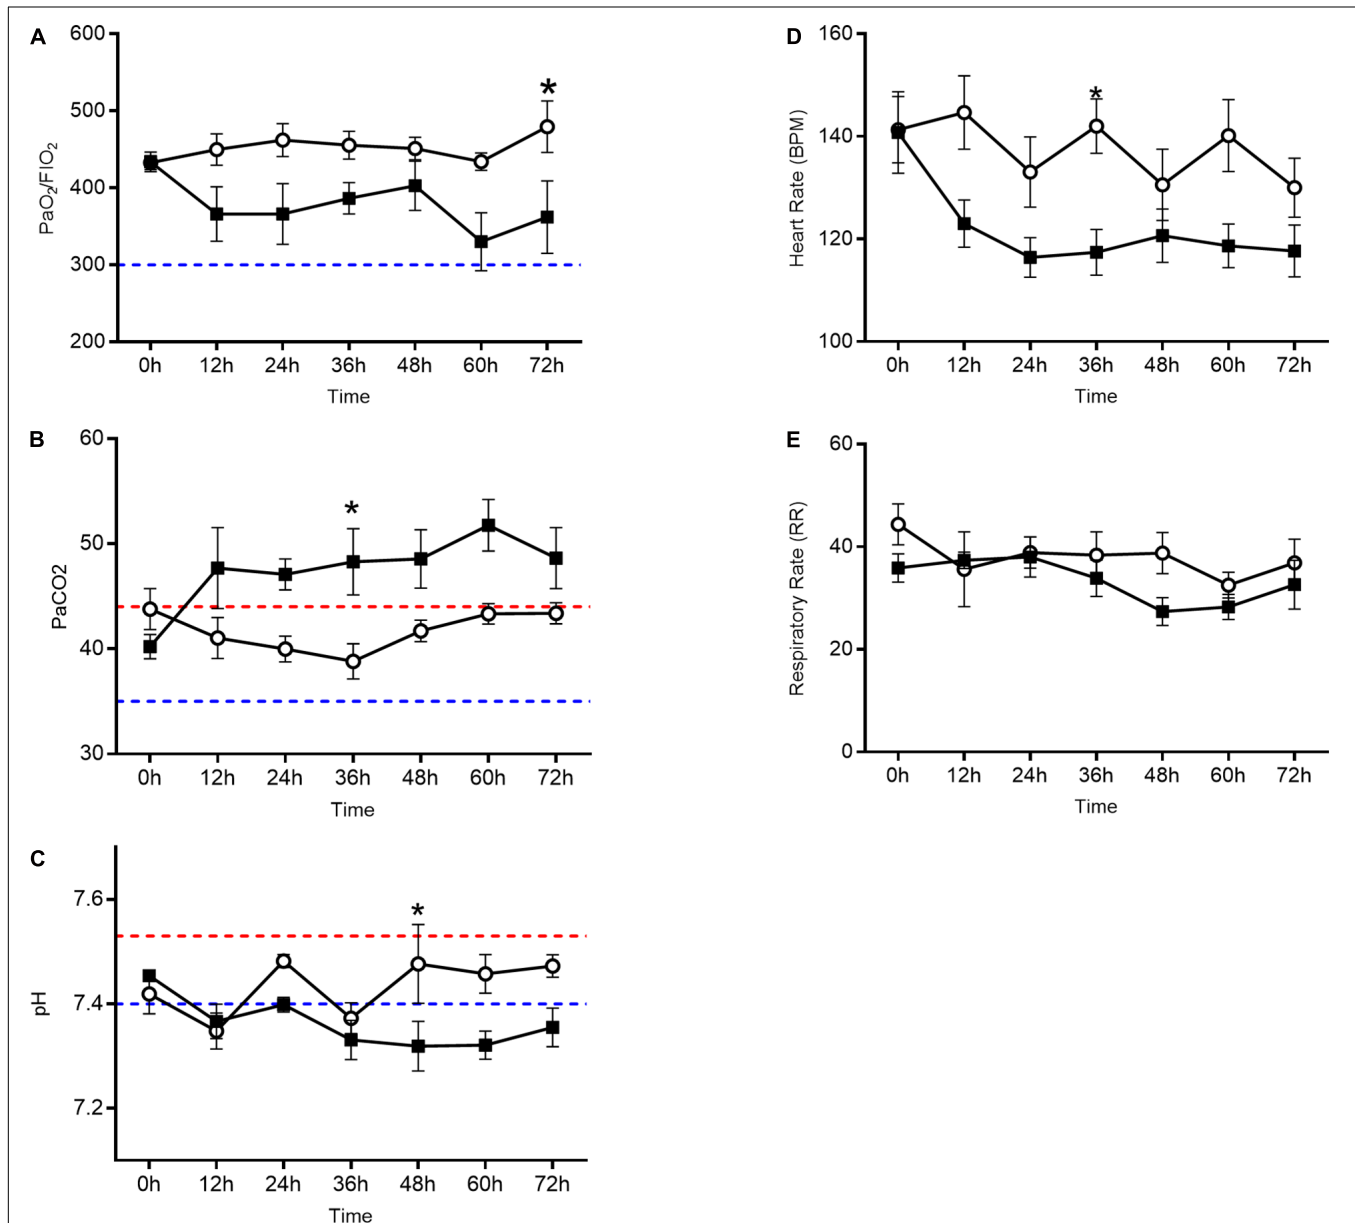 A
600
500
400
300
200
PaO2/FIO2
*
0h 12h 24h 36h 48h 60h 72h
Time
B
60
50
40
30
PaCO2
*
0h 12h 24h 36h 48h 60h 72h
Time
C
7.6
7.4
7.2
pH
*
0h 12h 24h 36h 48h 60h 72h
Time
D
160
140
120
100
Heart Rate (BPM)
*
0h 12h 24h 36h 48h 60h 72h
Time
E
60
40
20
0
Respiratory Rate (RR)
0h 12h 24h 36h 48h 60h 72h
Time